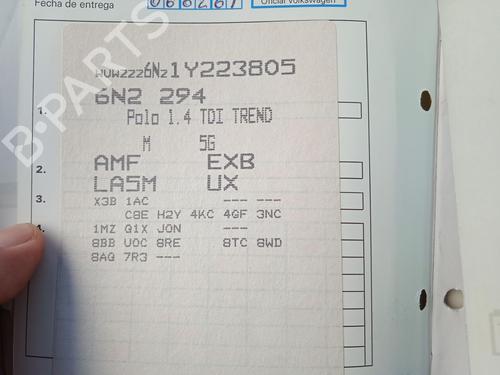 Fecha de entrega
Oficial Volkswagen
WVWZZZ6NZ1Y223805
6N2 294
Polo 1.4 TDI TREND
M 5G
AMF EXB
LA5M UX
X3B 1AC --- ---
C8E H2Y 4KC 4GF 3NC
1MZ Q1X J0N --- ---
8BB U0C 8RE 8TC 8WD
8AQ 7R3 ---
1.
2.
3.
4.
B-PARTS